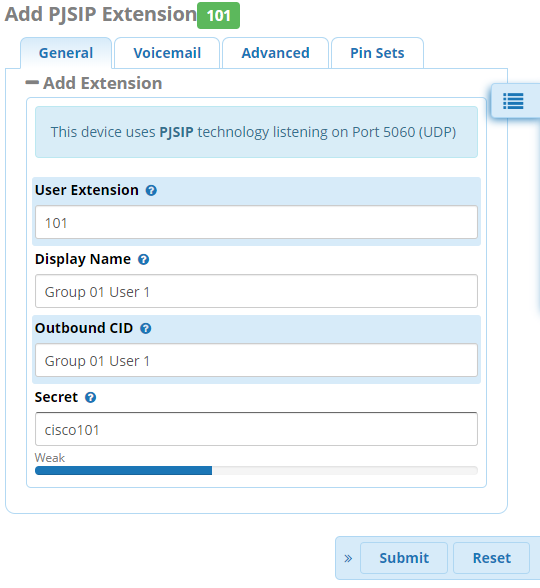 Add PJSIP Extension 101
General Voicemail Advanced Pin Sets
Add Extension
This device uses PJSIP technology listening on Port 5060 (UDP)
User Extension
101
Display Name
Group 01 User 1
Outbound CID
Group 01 User 1
Secret
cisco101
Weak
» Submit Reset